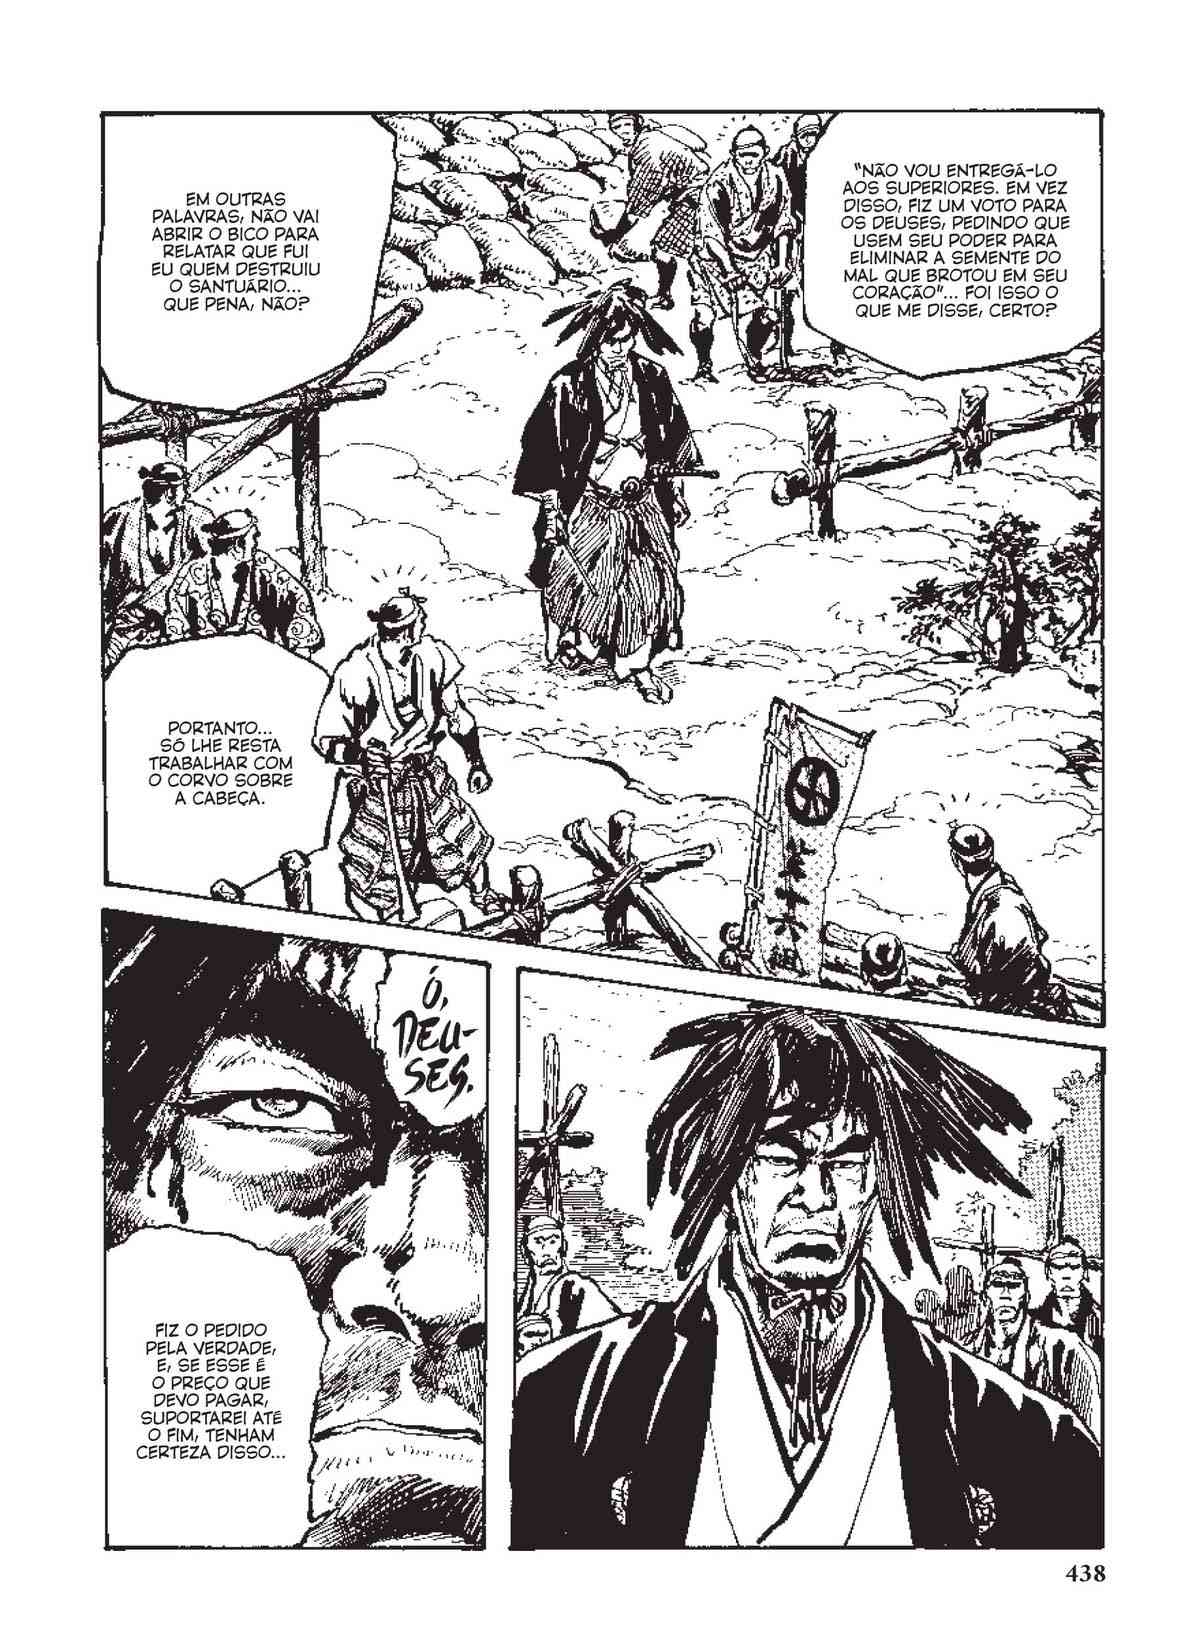 "NÃO VOU ENTREGÁ-LO
AOS SUPERIORES. EM VEZ
DISSO, FIZ UM VOTO PARA
OS DEUSES, PEDINDO QUE
USEM SEU PODER PARA
ELIMINAR A SEMENTE DO
MAL QUE BROTOU EM SEU
CORAÇÃO"... FOI ISSO O
QUE ME DISSE, CERTO?
EM OUTRAS
PALAVRAS, NÃO VAI
ABRIR O BICO PARA
RELATAR QUE FUI
EU QUEM DESTRUIU
O SANTUÁRIO...
QUE PENA, NÃO?
PORTANTO...
SÓ LHE RESTA
TRABALHAR COM
O CORVO SOBRE
A CABEÇA.
Ó,
DEU-
SES.
FIZ O PEDIDO
PELA VERDADE,
E, SE ESSE É
O PREÇO QUE
DEVO PAGAR,
SUPORTAREI ATÉ
O FIM, TENHAM
CERTEZA DISSO...
438